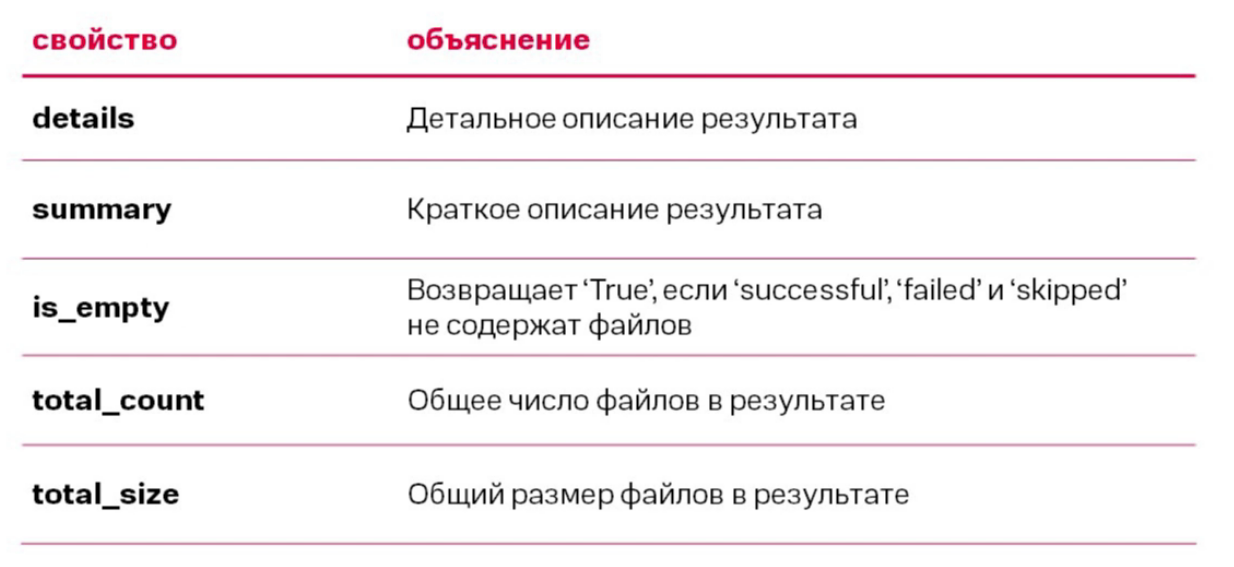 свойство объяснение
details Детальное описание результата
summary Краткое описание результата
is_empty Возвращает ‘True’, если ‘successful’, ‘failed’ и ‘skipped’
не содержат файлов
total_count Общее число файлов в результате
total_size Общий размер файлов в результате